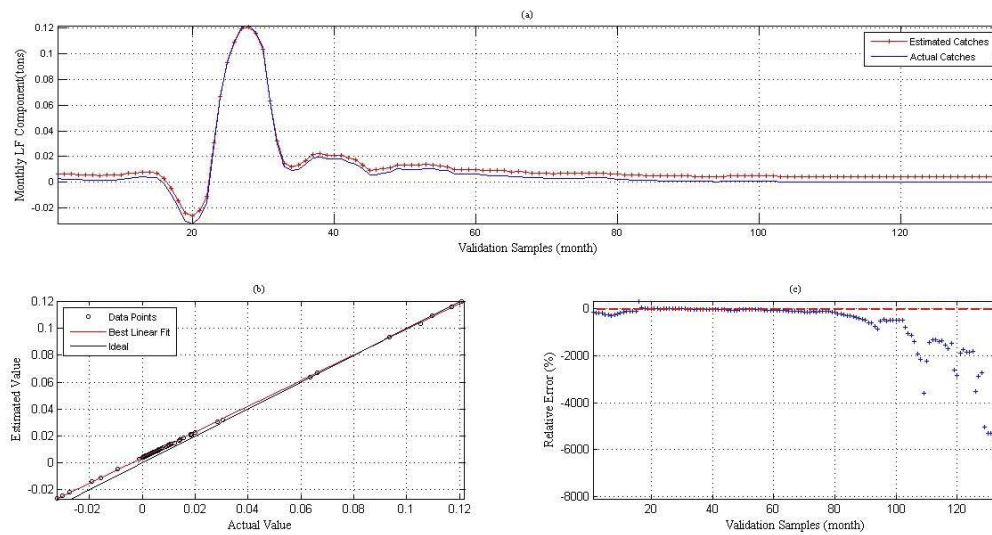 (a)
0.12
0.1
0.08
0.06
0.04
0.02
0
-0.02
Monthly LF Component(tons)
Estimated Catches
Actual Catches
20
40
60
80
100
120
Validation Samples (month)
(b)
0.12
0.1
0.08
0.06
0.04
0.02
0
-0.02
Estimated Value
Data Points
Best Linear Fit
Ideal
-0.02
0
0.02
0.04
0.06
0.08
0.1
0.12
Actual Value
(c)
0
-2000
-4000
-6000
-8000
Relative Error (%)
20
40
60
80
100
120
Validation Samples (month)